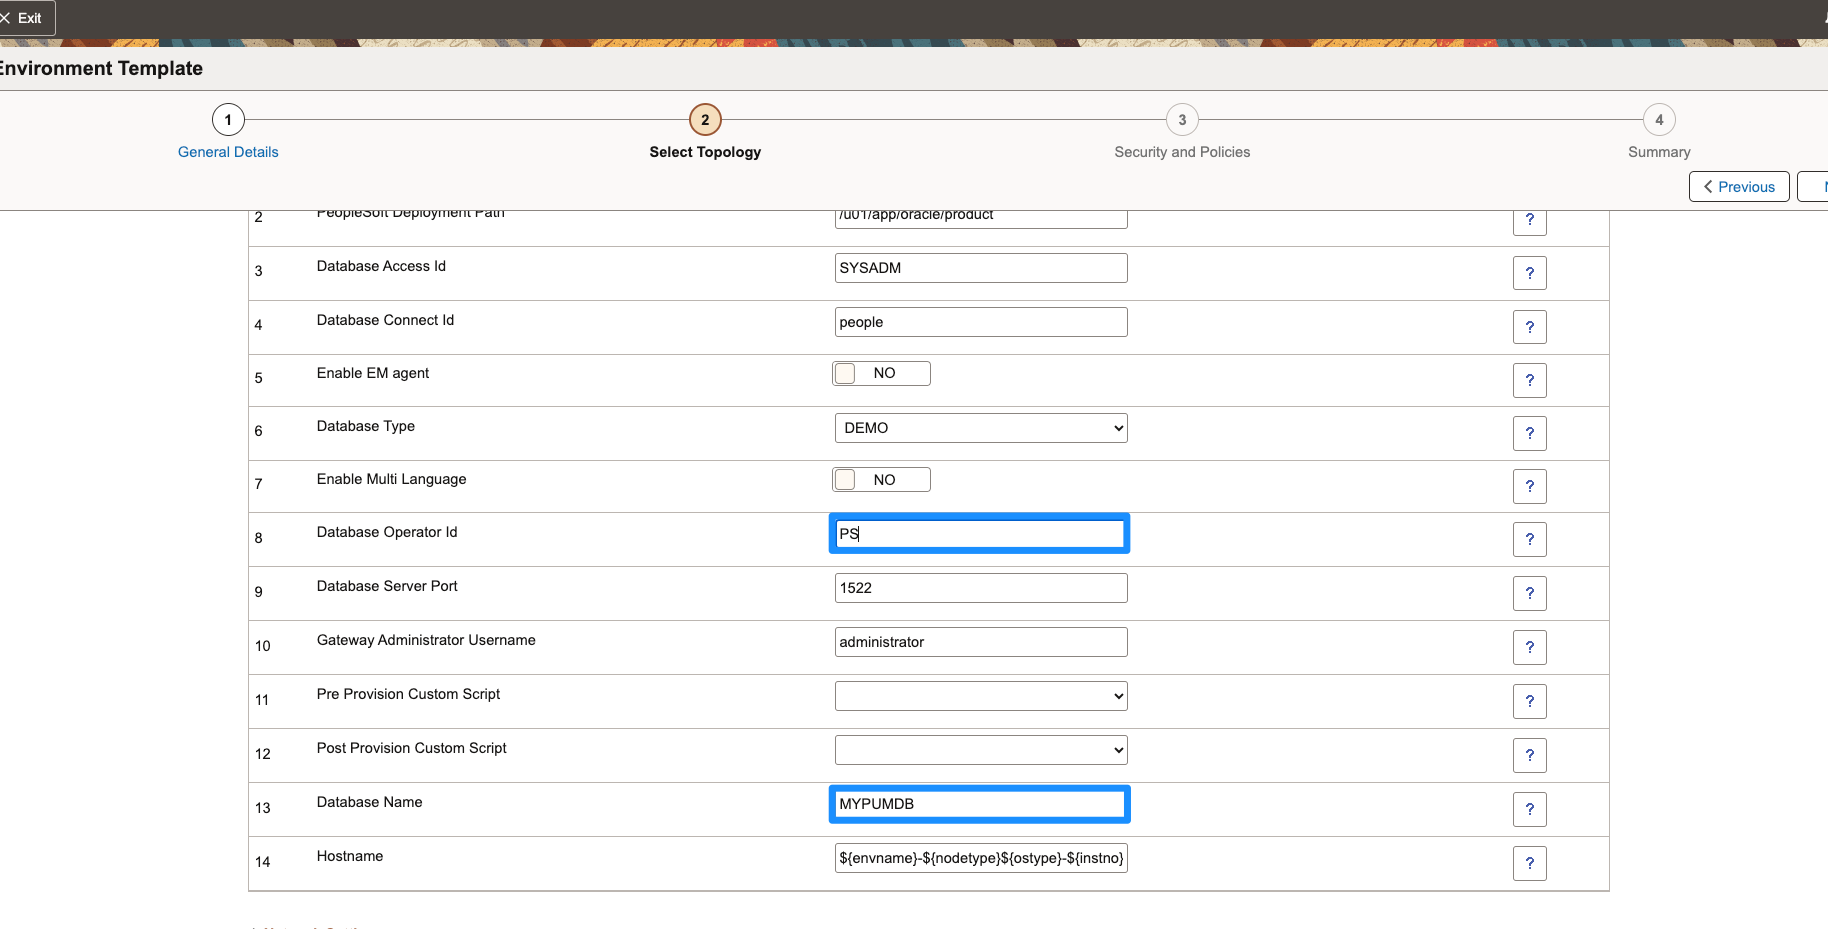 Exit
Environment Template
1
2
3
4
General Details
Select Topology
Security and Policies
Summary
Previous
2 PeopleSoft Deployment Path /u01/app/oracle/product ?
3 Database Access Id SYSADM ?
4 Database Connect Id people ?
5 Enable EM agent NO ?
6 Database Type DEMO ?
7 Enable Multi Language NO ?
8 Database Operator Id PS ?
9 Database Server Port 1522 ?
10 Gateway Administrator Username administrator ?
11 Pre Provision Custom Script ?
12 Post Provision Custom Script ?
13 Database Name MYPUMDB ?
14 Hostname ${envname}-${nodetype}${ostype}-${instno} ?